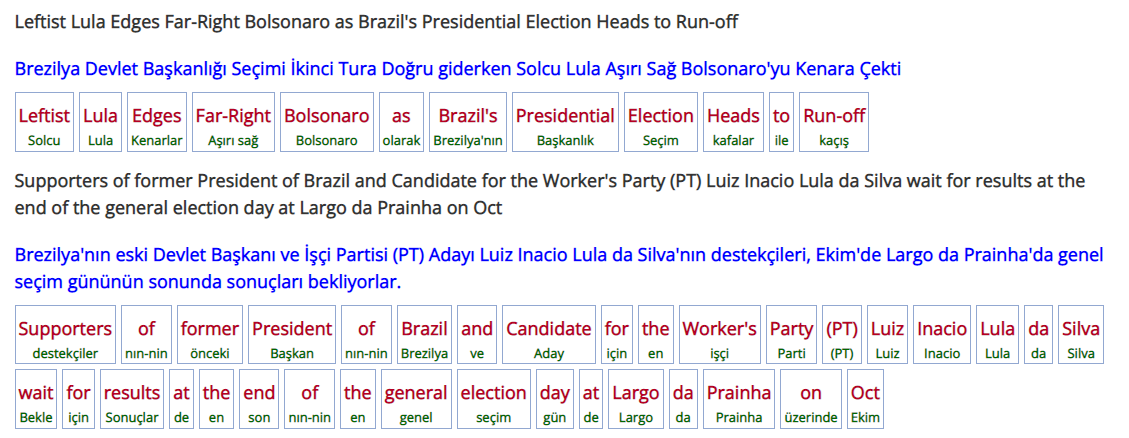 Leftist Lula Edges Far-Right Bolsonaro as Brazil's Presidential Election Heads to Run-off
Brezilya Devlet Başkanlığı Seçimi İkinci Tura Doğru giderken Solcu Lula Aşırı Sağ Bolsonaro'yu Kenara Çekti
Leftist Lula Edges Far-Right Bolsonaro as Brazil's Presidential Election Heads to Run-off
Solcu Lula Kenarlar Aşırı sağ Bolsonaro olarak Brezilya'nın Başkanlık Seçim kafalar ile kaçış
Supporters of former President of Brazil and Candidate for the Worker's Party (PT) Luiz Inacio Lula da Silva wait for results at the
end of the general election day at Largo da Prainha on Oct
Brezilya'nın eski Devlet Başkanı ve İşçi Partisi (PT) Adayı Luiz Inacio Lula da Silva'nın destekçileri, Ekim'de Largo da Prainha'da genel
seçim gününün sonunda sonuçları bekliyorlar.
Supporters of former President of Brazil and Candidate for the Worker's Party (PT) Luiz Inacio Lula da Silva
destekçiler nın-nin önceki Başkan nın-nin Brezilya ve Aday için en işçi Parti (PT) Luiz Inacio Lula da Silva
wait for results at the end of the general election day at Largo da Prainha on Oct
Bekle için Sonuçlar de en son nın-nin en genel seçim gün de Largo da Prainha üzerinde Ekim